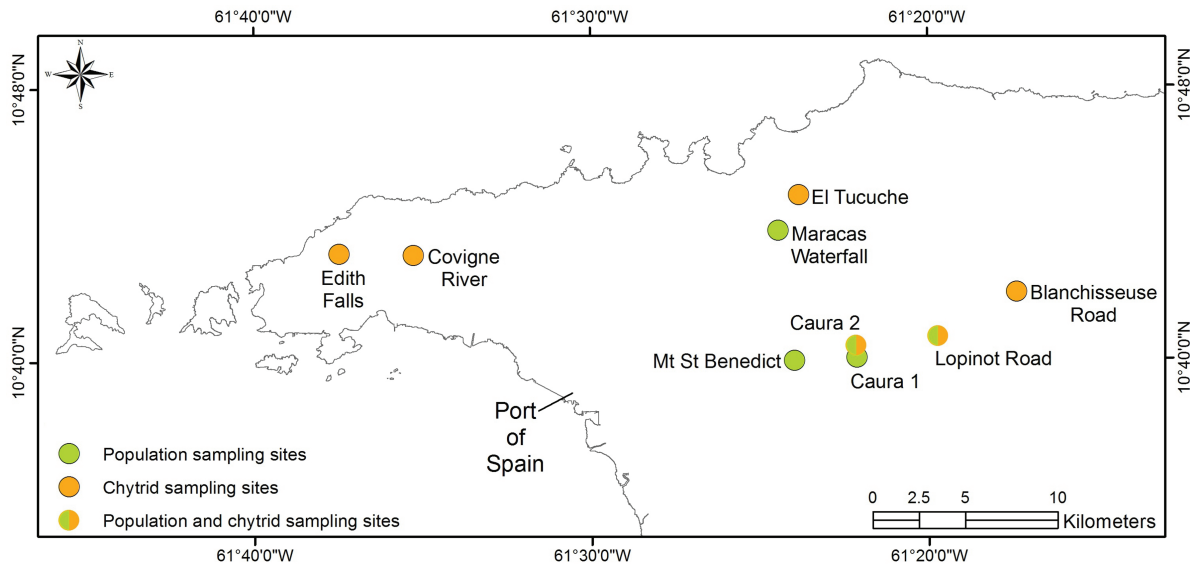 61°40'0"W 61°30'0"W 61°20'0"W
N
W E
S
10°48'0"N
10°48'0"N
El Tucuche
Maracas
Waterfall
Covigne
River
Edith
Falls
Blanchisseuse
Road
Caura 2
Lopinot Road
Mt St Benedict
Caura 1
10°40'0"N
10°40'0"N
Port
of
Spain
Population sampling sites
Chytrid sampling sites
Population and chytrid sampling sites
0 2.5 5 10
Kilometers
61°40'0"W 61°30'0"W 61°20'0"W